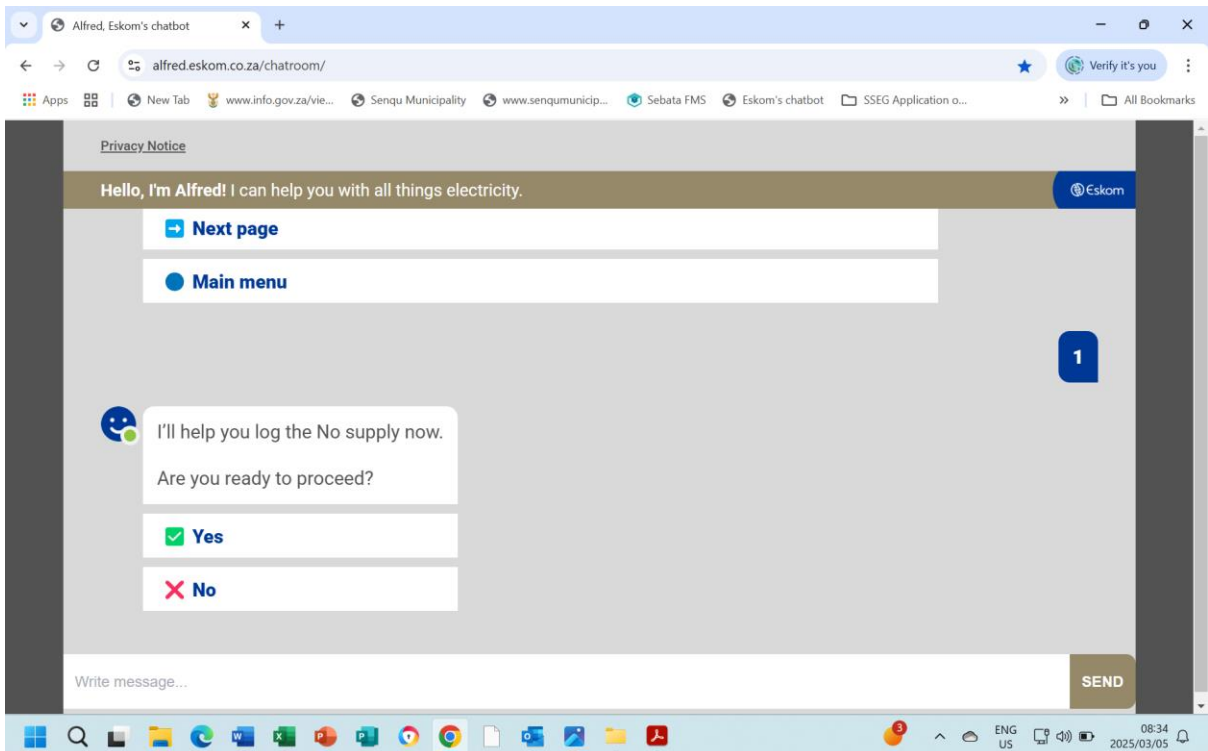 Alfred, Eskom's chatbot
alfred.eskom.co.za/chatroom/
Verify it's you
Apps
New Tab
www.info.gov.za/vie...
Senqu Municipality
www.senqumunicip...
Sebata FMS
Eskom's chatbot
SSEG Application o...
»
All Bookmarks
Privacy Notice
Hello, I'm Alfred! I can help you with all things electricity.
Eskom
Next page
Main menu
1
I'll help you log the No supply now.
Are you ready to proceed?
Yes
No
Write message...
SEND
3
ENG
US
08:34
2025/03/05